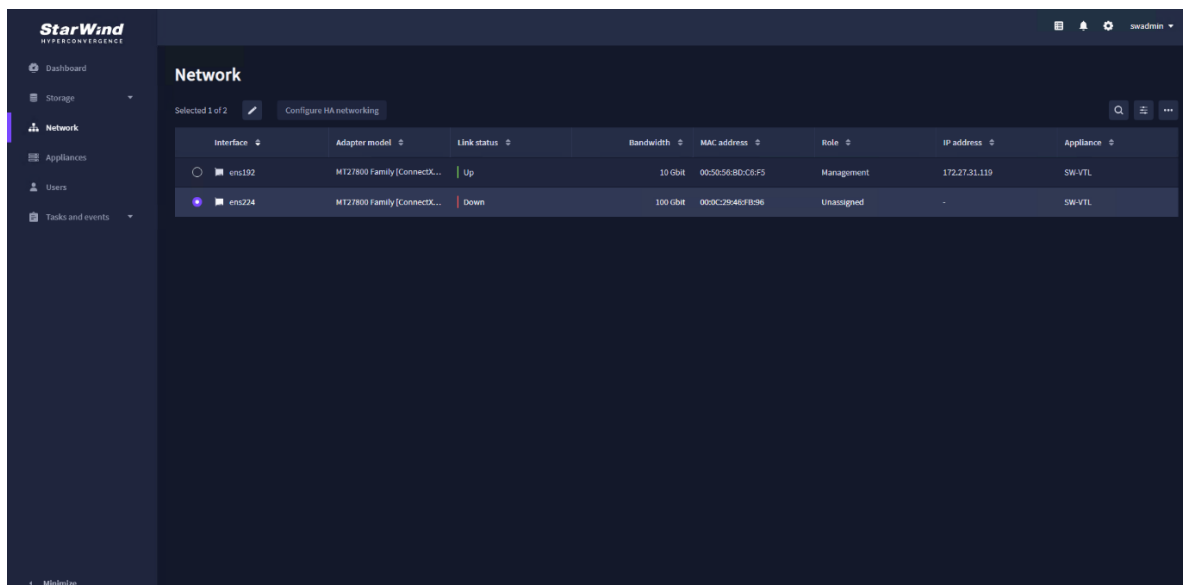 StarWind
HYPERCONVERGENCE
swadmin
Dashboard
Storage
Network
Appliances
Users
Tasks and events
Minimize
Network
Selected 1 of 2 Configure HA networking
Interface Adapter model Link status Bandwidth MAC address Role IP address Appliance
ens192 MT27800 Family [ConnectX... Up 10 Gbit 00:50:56:BD:C6:F5 Management 172.27.31.119 SW-VTL
ens224 MT27800 Family [ConnectX... Down 100 Gbit 00:0C:29:46:FB:96 Unassigned - SW-VTL